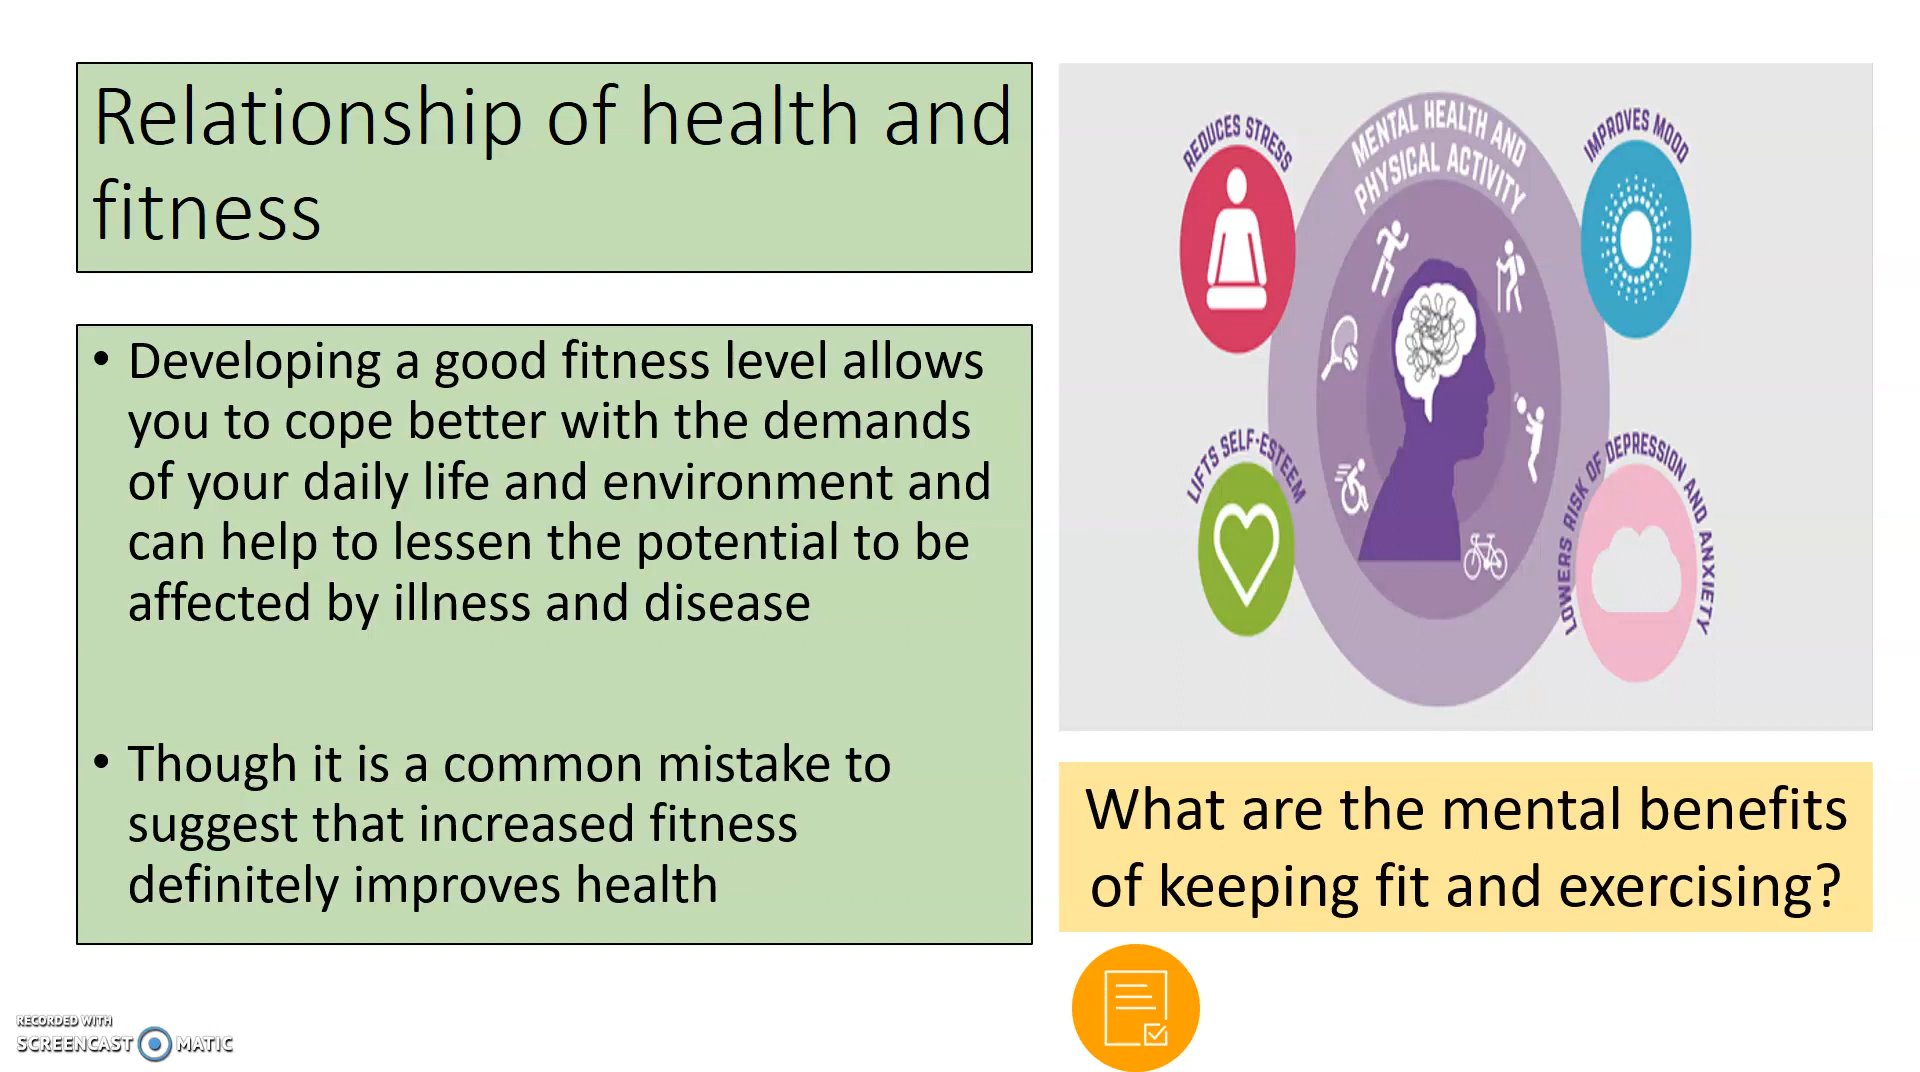 Relationship of health and
fitness
• Developing a good fitness level allows
you to cope better with the demands
of your daily life and environment and
can help to lessen the potential to be
affected by illness and disease
• Though it is a common mistake to
suggest that increased fitness
definitely improves health
MENTAL HEALTH AND
PHYSICAL ACTIVITY
REDUCES STRESS
IMPROVES MOOD
LIFTS SELF-ESTEEM
LOWERS RISK OF DEPRESSION AND ANXIETY
What are the mental benefits
of keeping fit and exercising?
RECORDED WITH
SCREENCAST MATIC